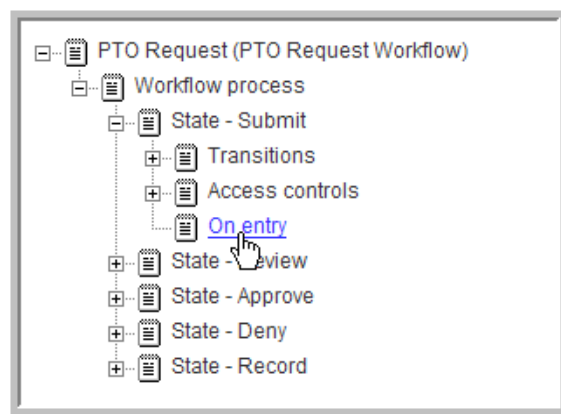 PTO Request (PTO Request Workflow)
Workflow process
State - Submit
Transitions
Access controls
On entry
State - Review
State - Approve
State - Deny
State - Record